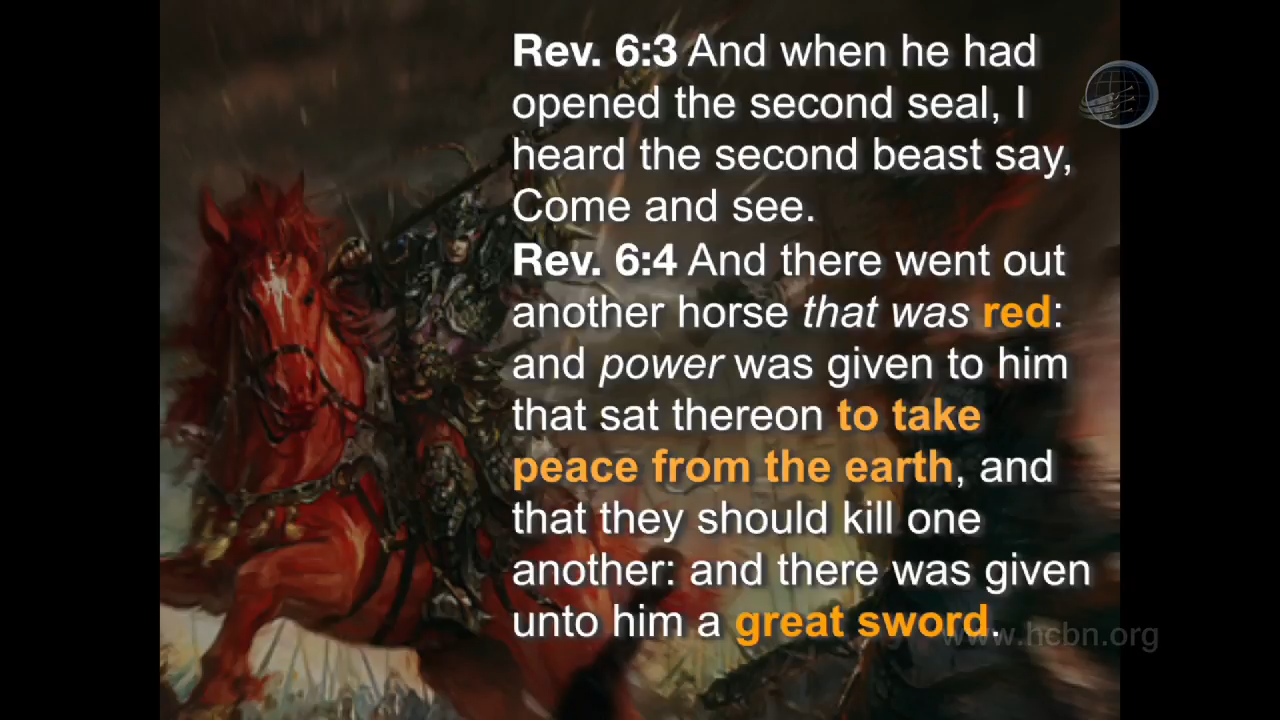 Rev. 6:3 And when he had
opened the second seal, I
heard the second beast say,
Come and see.
Rev. 6:4 And there went out
another horse that was red:
and power was given to him
that sat thereon to take
peace from the earth, and
that they should kill one
another: and there was given
unto him a great sword.
www.hcbn.org